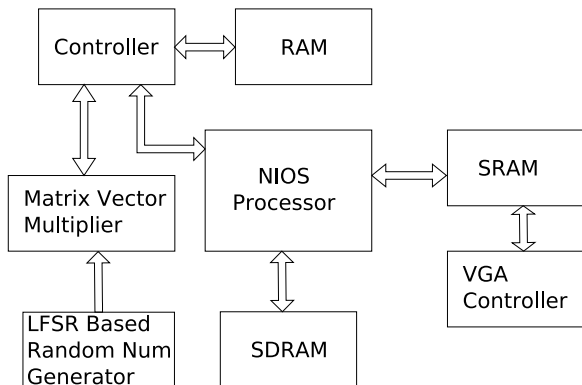 Controller
RAM
NIOS
Processor
SRAM
Matrix Vector
Multiplier
VGA
Controller
LFSR Based
Random Num
Generator
SDRAM